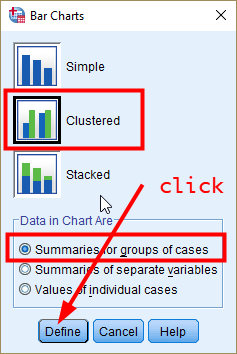 Bar Charts
Simple
Clustered
click
Stacked
Data in Chart Are
Summaries for groups of cases
Summaries of separate variables
Values of individual cases
Define Cancel Help